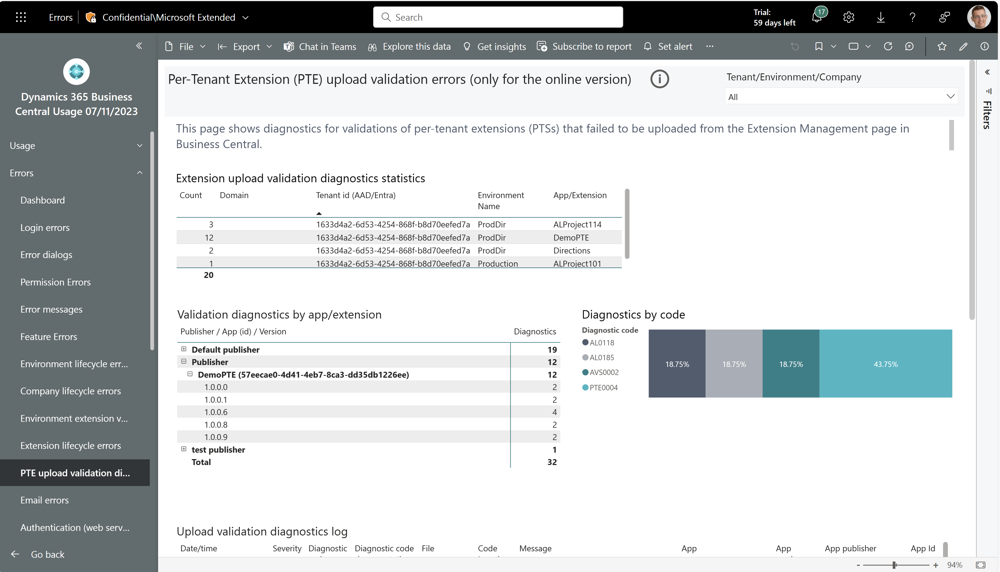 Errors
Confidential\Microsoft Extended
Search
Trial:
59 days left
17
File
Export
Chat in Teams
Explore this data
Get insights
Subscribe to report
Set alert
Dynamics 365 Business
Central Usage 07/11/2023
Usage
Errors
Dashboard
Login errors
Error dialogs
Permission Errors
Error messages
Feature Errors
Environment lifecycle err...
Company lifecycle errors
Environment extension v...
Extension lifecycle errors
PTE upload validation di...
Email errors
Authentication (web serv...
Go back
Per-Tenant Extension (PTE) upload validation errors (only for the online version)
Tenant/Environment/Company
All
Filters
This page shows diagnostics for validations of per-tenant extensions (PTSs) that failed to be uploaded from the Extension Management page in
Business Central.
Extension upload validation diagnostics statistics
Count Domain Tenant id (AAD/Entra) Environment App/Extension
Name
3 1633d4a2-6d53-4254-868f-b8d70eefed7a ProdDir ALProject114
12 1633d4a2-6d53-4254-868f-b8d70eefed7a ProdDir DemoPTE
2 1633d4a2-6d53-4254-868f-b8d70eefed7a ProdDir Directions
1 1633d4a2-6d53-4254-868f-b8d70eefed7a Production ALProject101
20
Validation diagnostics by app/extension
Publisher / App (id) / Version Diagnostics
Default publisher 19
Publisher 12
DemoPTE (57eecae0-4d41-4eb7-8ca3-dd35db1226ee) 12
1.0.0.0 2
1.0.0.1 2
1.0.0.6 4
1.0.0.8 2
1.0.0.9 2
test publisher 1
Total 32
Diagnostics by code
Diagnostic code
AL0118
AL0185
AVS0002
PTE0004
18.75% 18.75% 18.75% 43.75%
Upload validation diagnostics log
Date/time Severity Diagnostic Diagnostic code File Code Message App App App publisher App Id
- + 94%